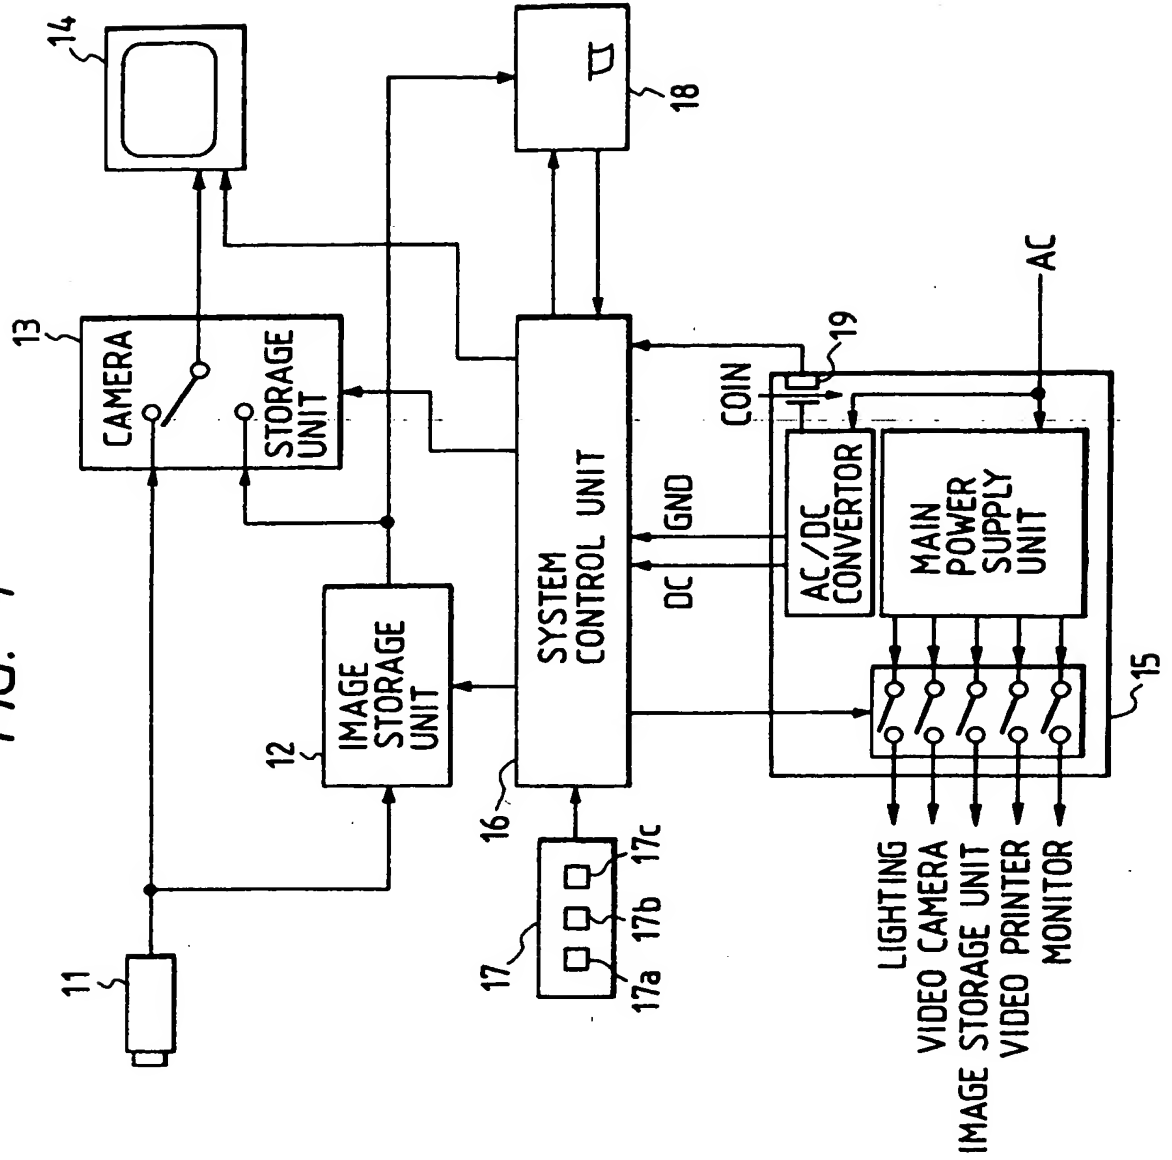 FIG. 1
11
13
14
CAMERA
STORAGE
UNIT
12
IMAGE
STORAGE
UNIT
16
SYSTEM
CONTROL UNIT
18
17
17a
17b
17c
DC
GND
COIN
19
AC/DC
CONVERTOR
MAIN
POWER
SUPPLY
UNIT
AC
15
LIGHTING
VIDEO CAMERA
IMAGE STORAGE UNIT
VIDEO PRINTER
MONITOR